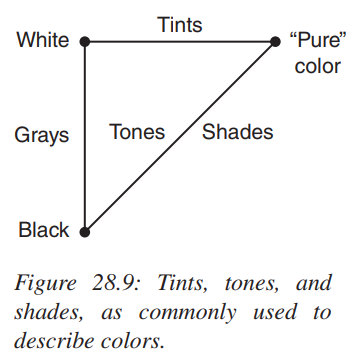 Tints
White
“Pure”
color
Grays
Tones
Shades
Black
Figure 28.9: Tints, tones, and
shades, as commonly used to
describe colors.